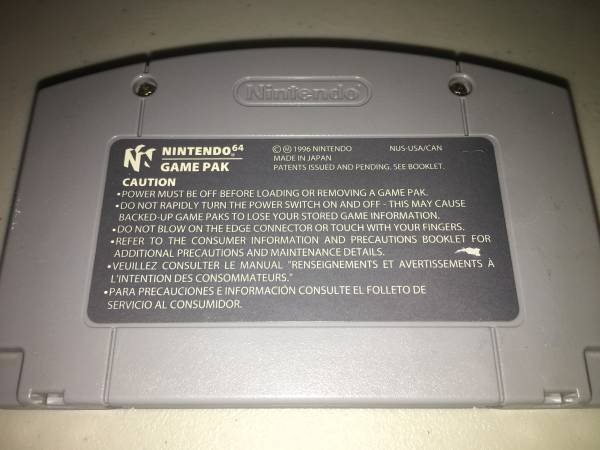 Nintendo
NINTENDO64 © Ⓜ 1996 NINTENDO NUS-USA/CAN
GAME PAK MADE IN JAPAN
PATENTS ISSUED AND PENDING. SEE BOOKLET.
CAUTION
•POWER MUST BE OFF BEFORE LOADING OR REMOVING A GAME PAK.
•DO NOT RAPIDLY TURN THE POWER SWITCH ON AND OFF - THIS MAY CAUSE
BACKED-UP GAME PAKS TO LOSE YOUR STORED GAME INFORMATION.
•DO NOT BLOW ON THE EDGE CONNECTOR OR TOUCH WITH YOUR FINGERS.
•REFER TO THE CONSUMER INFORMATION AND PRECAUTIONS BOOKLET FOR
ADDITIONAL PRECAUTIONS AND MAINTENANCE DETAILS.
•VEUILLEZ CONSULTER LE MANUAL "RENSEIGNEMENTS ET AVERTISSEMENTS À
L'INTENTION DES CONSOMMATEURS."
•PARA PRECAUCIONES E INFORMACIÓN CONSULTE EL FOLLETO DE
SERVICIO AL CONSUMIDOR.